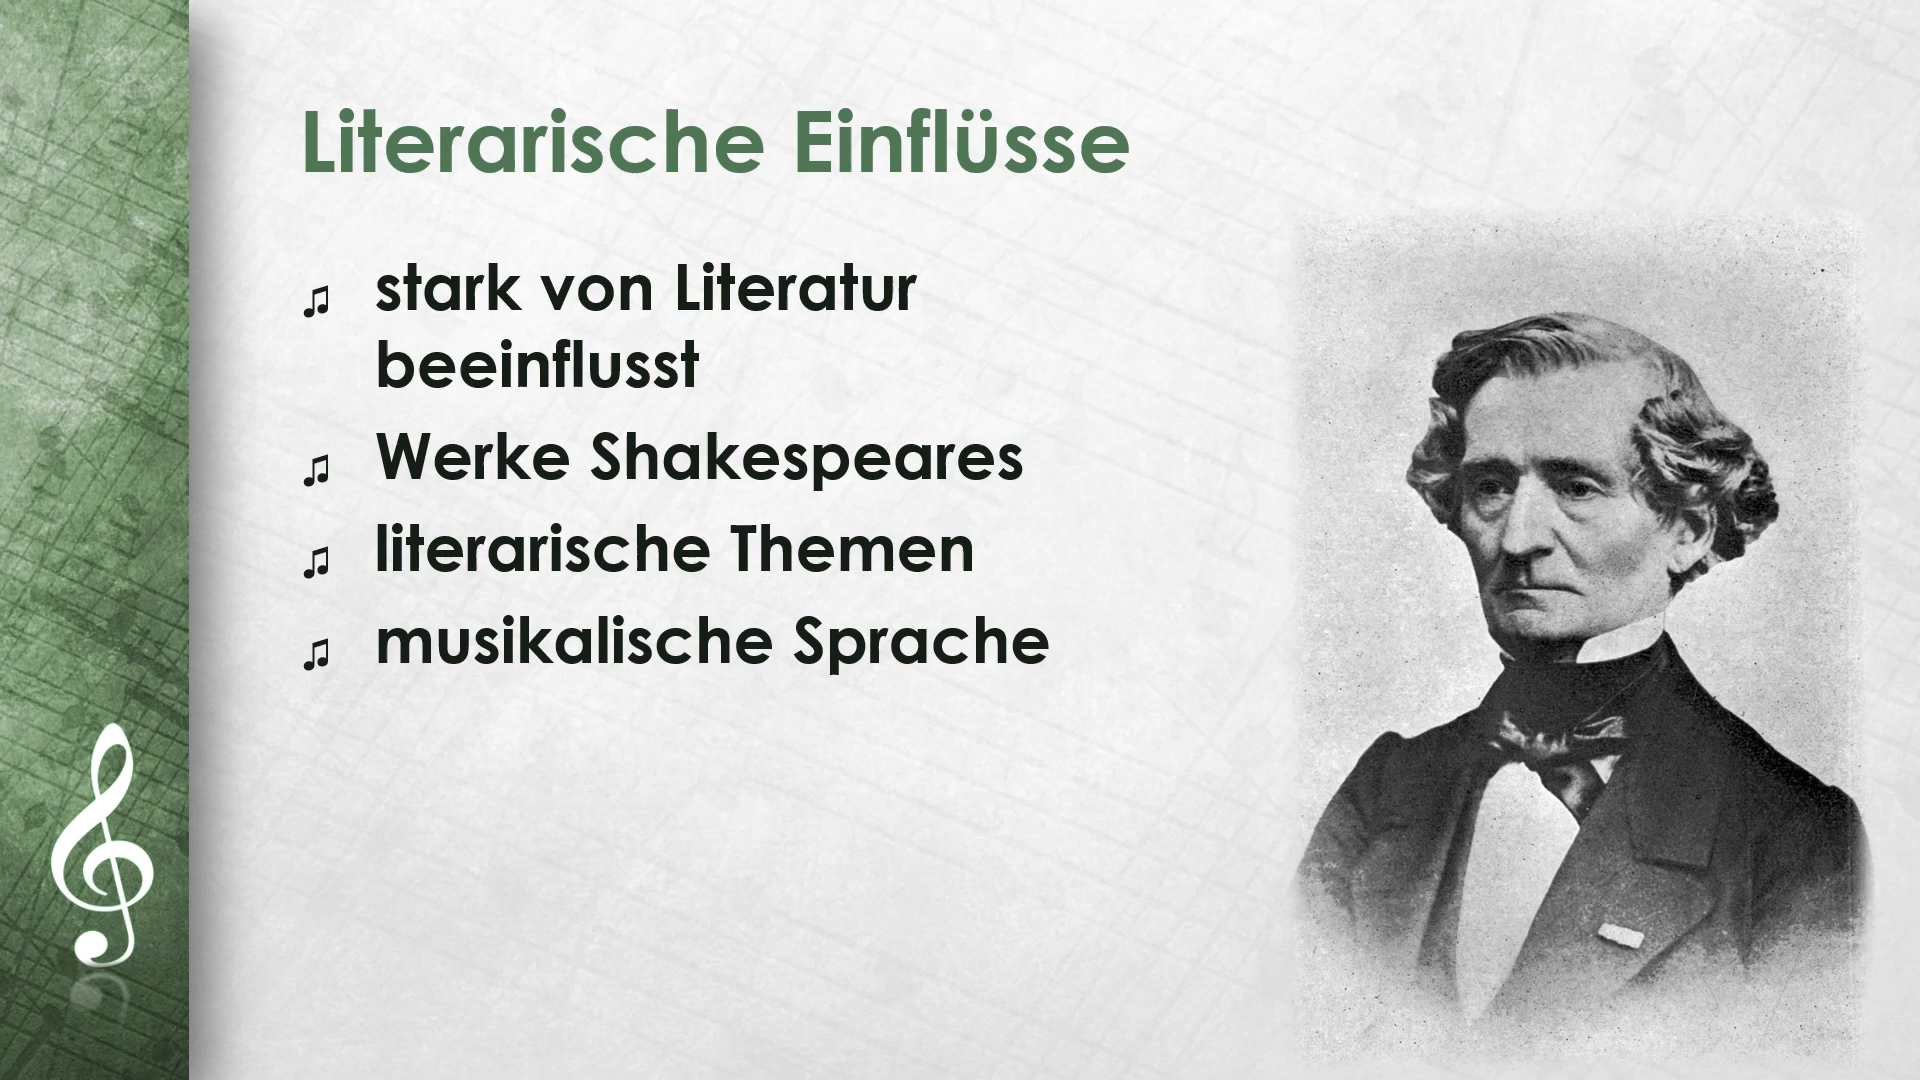 Literarische Einflüsse
♫ stark von Literatur
beeinflusst
♫ Werke Shakespeares
♫ literarische Themen
♫ musikalische Sprache